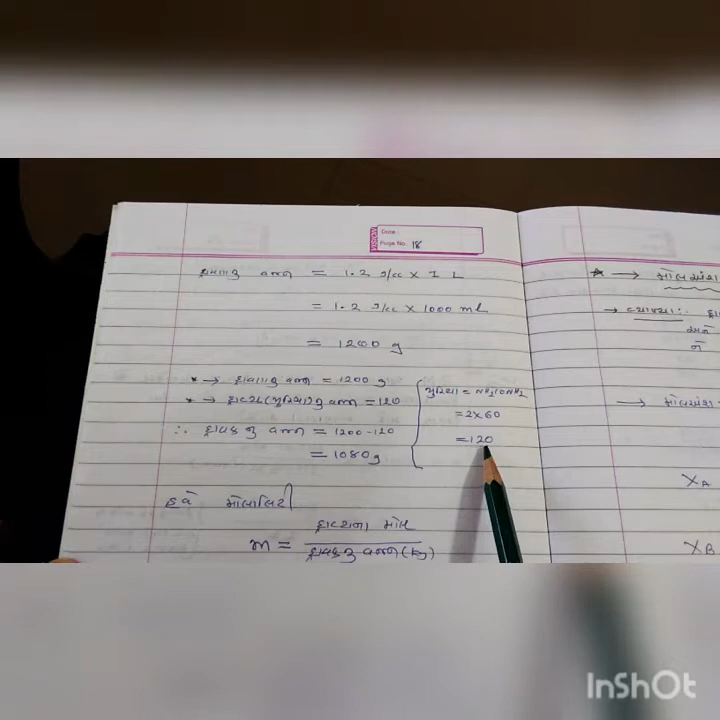 VISION
Date :
Page No. 18
દ્રાવણનું વજન = 1.2 g/cc × 1 L
= 1.2 g/cc × 1000 ml
= 1200 g
* → દ્રાવણનું વજન = 1200 g
* → દ્રાવ્ય(યુરિયા)નું વજન = 120
∴ દ્રાવકનું વજન = 1200 - 120
= 1080 g
યુરિયા = NH2CONH2
= 2 × 60
= 120
હવે મોલાલિટી
m = દ્રાવ્યના મોલ
દ્રાવકનું વજન (kg)
* → મોલઅંશ
→ વ્યાખ્યા :
અને
ને
→ મોલઅંશ
XA
XB
InShOt